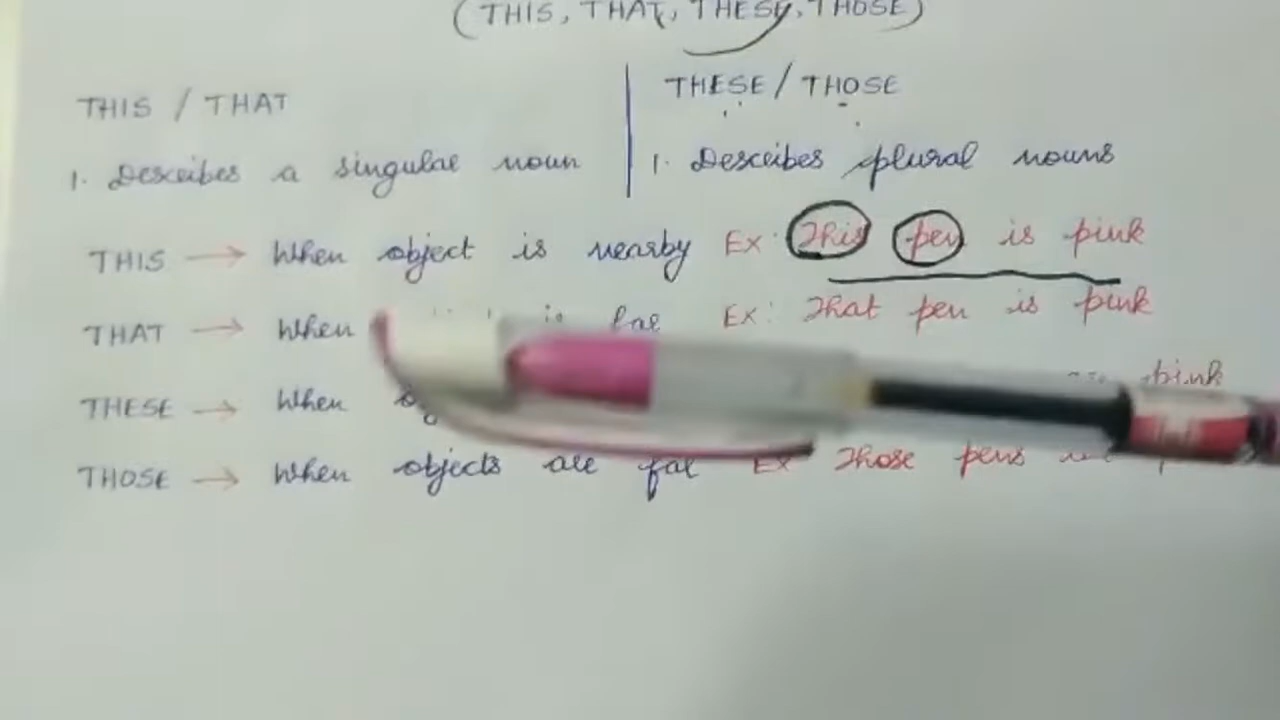 (THIS, THAT, THESE, THOSE)
THIS / THAT
1. Describes a singular noun
THESE / THOSE
1. Describes plural nouns
THIS → When object is nearby Ex: This pen is pink
THAT → When is far Ex: That pen is pink
THESE → When pink
THOSE → When objects are far Ex Those pens